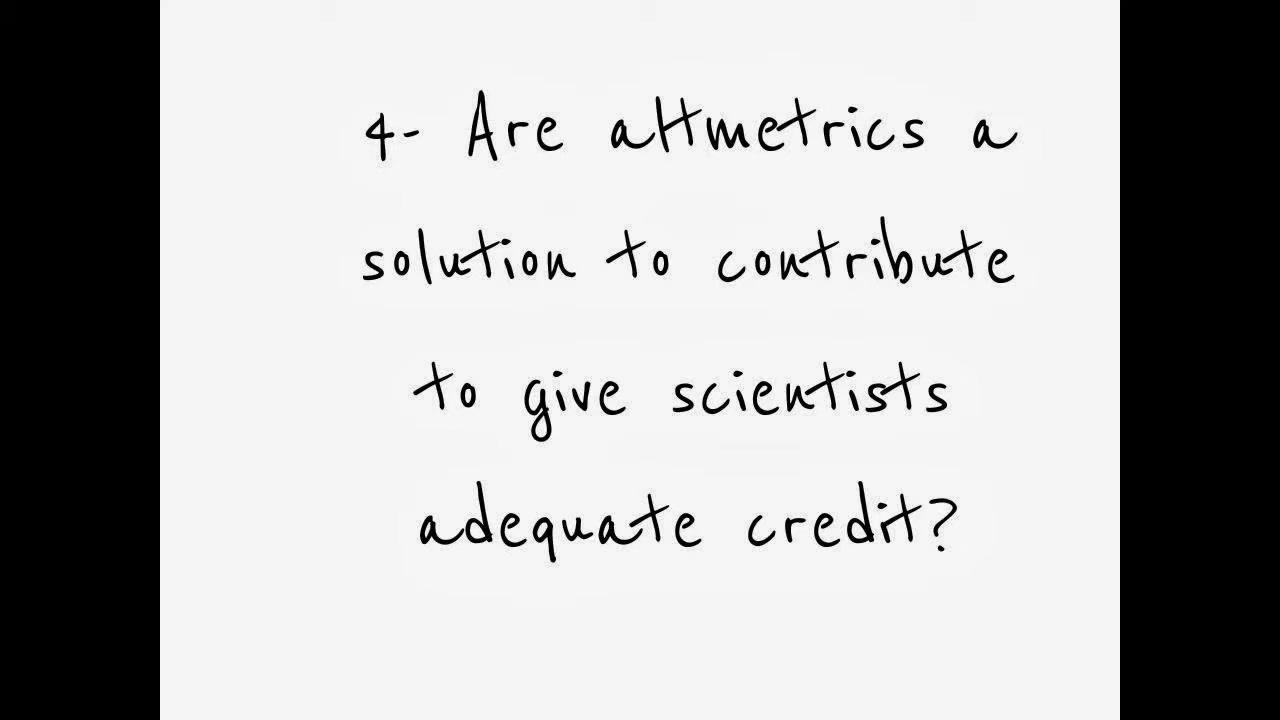 4- Are altmetrics a
solution to contribute
to give scientists
adequate credit?